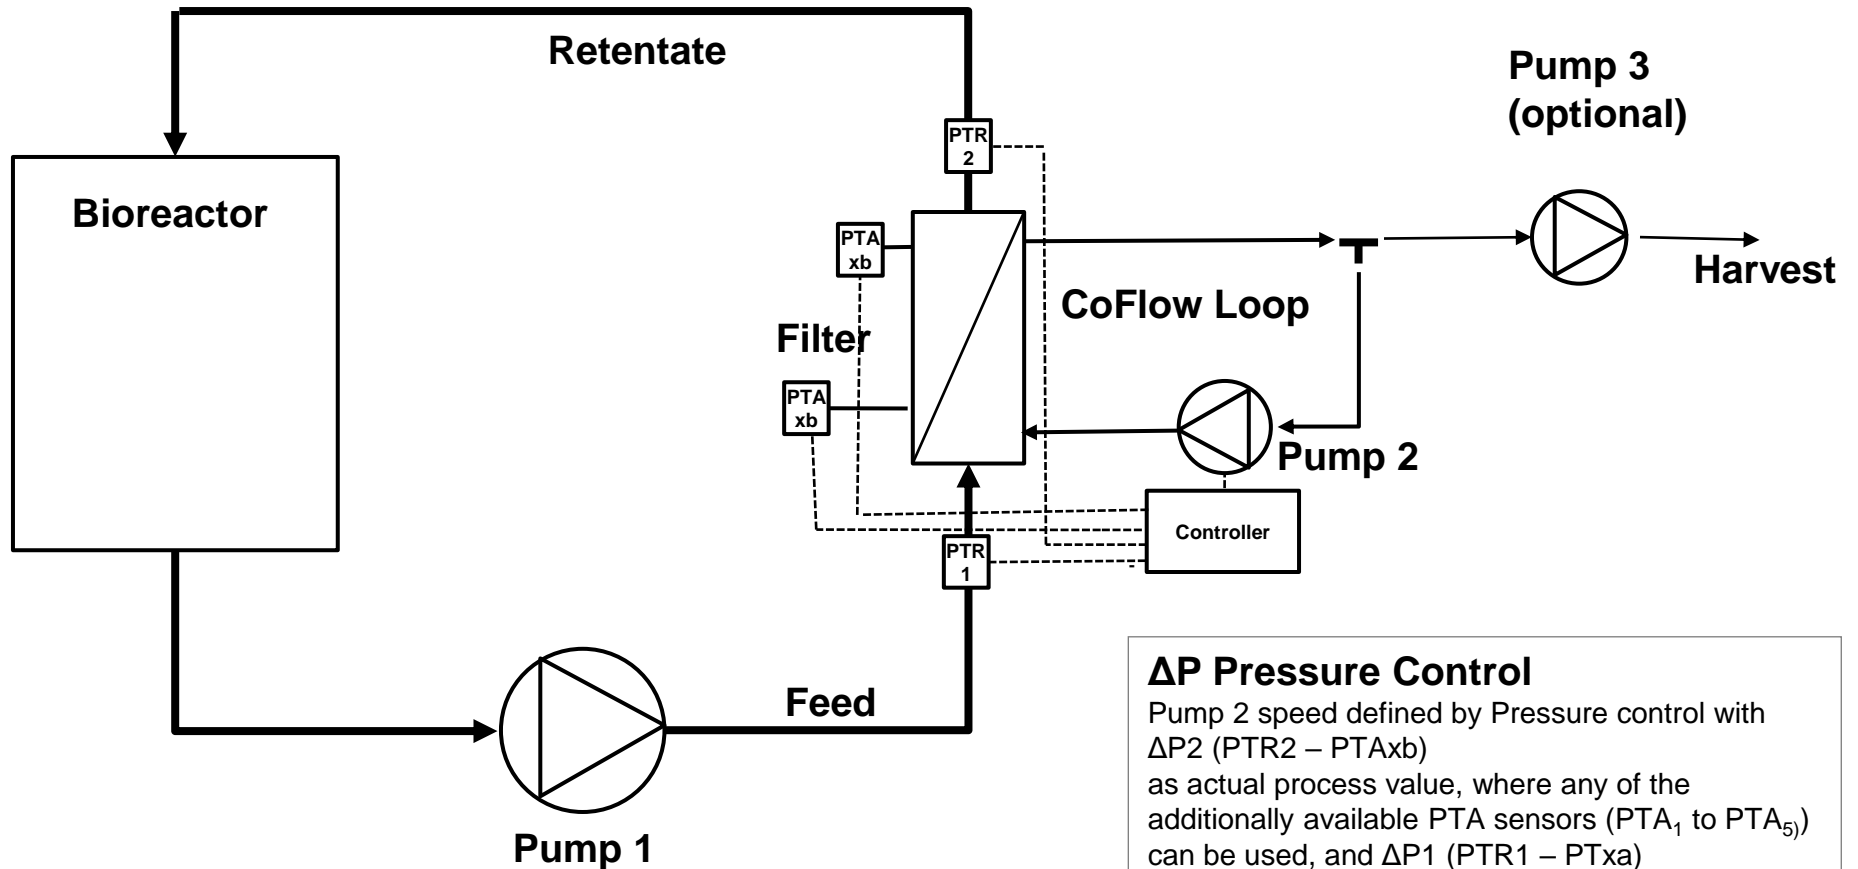 Retentate
Pump 3
(optional)
PTR
2
Bioreactor
PTA
xb
Harvest
CoFlow Loop
Filter
PTA
xb
Pump 2
Controller
PTR
1
Feed
Pump 1
ΔP Pressure Control
Pump 2 speed defined by Pressure control with
ΔP2 (PTR2 – PTAxb)
as actual process value, where any of the
additionally available PTA sensors (PTA₁ to PTA₅₎)
can be used, and ΔP1 (PTR1 – PTxa)